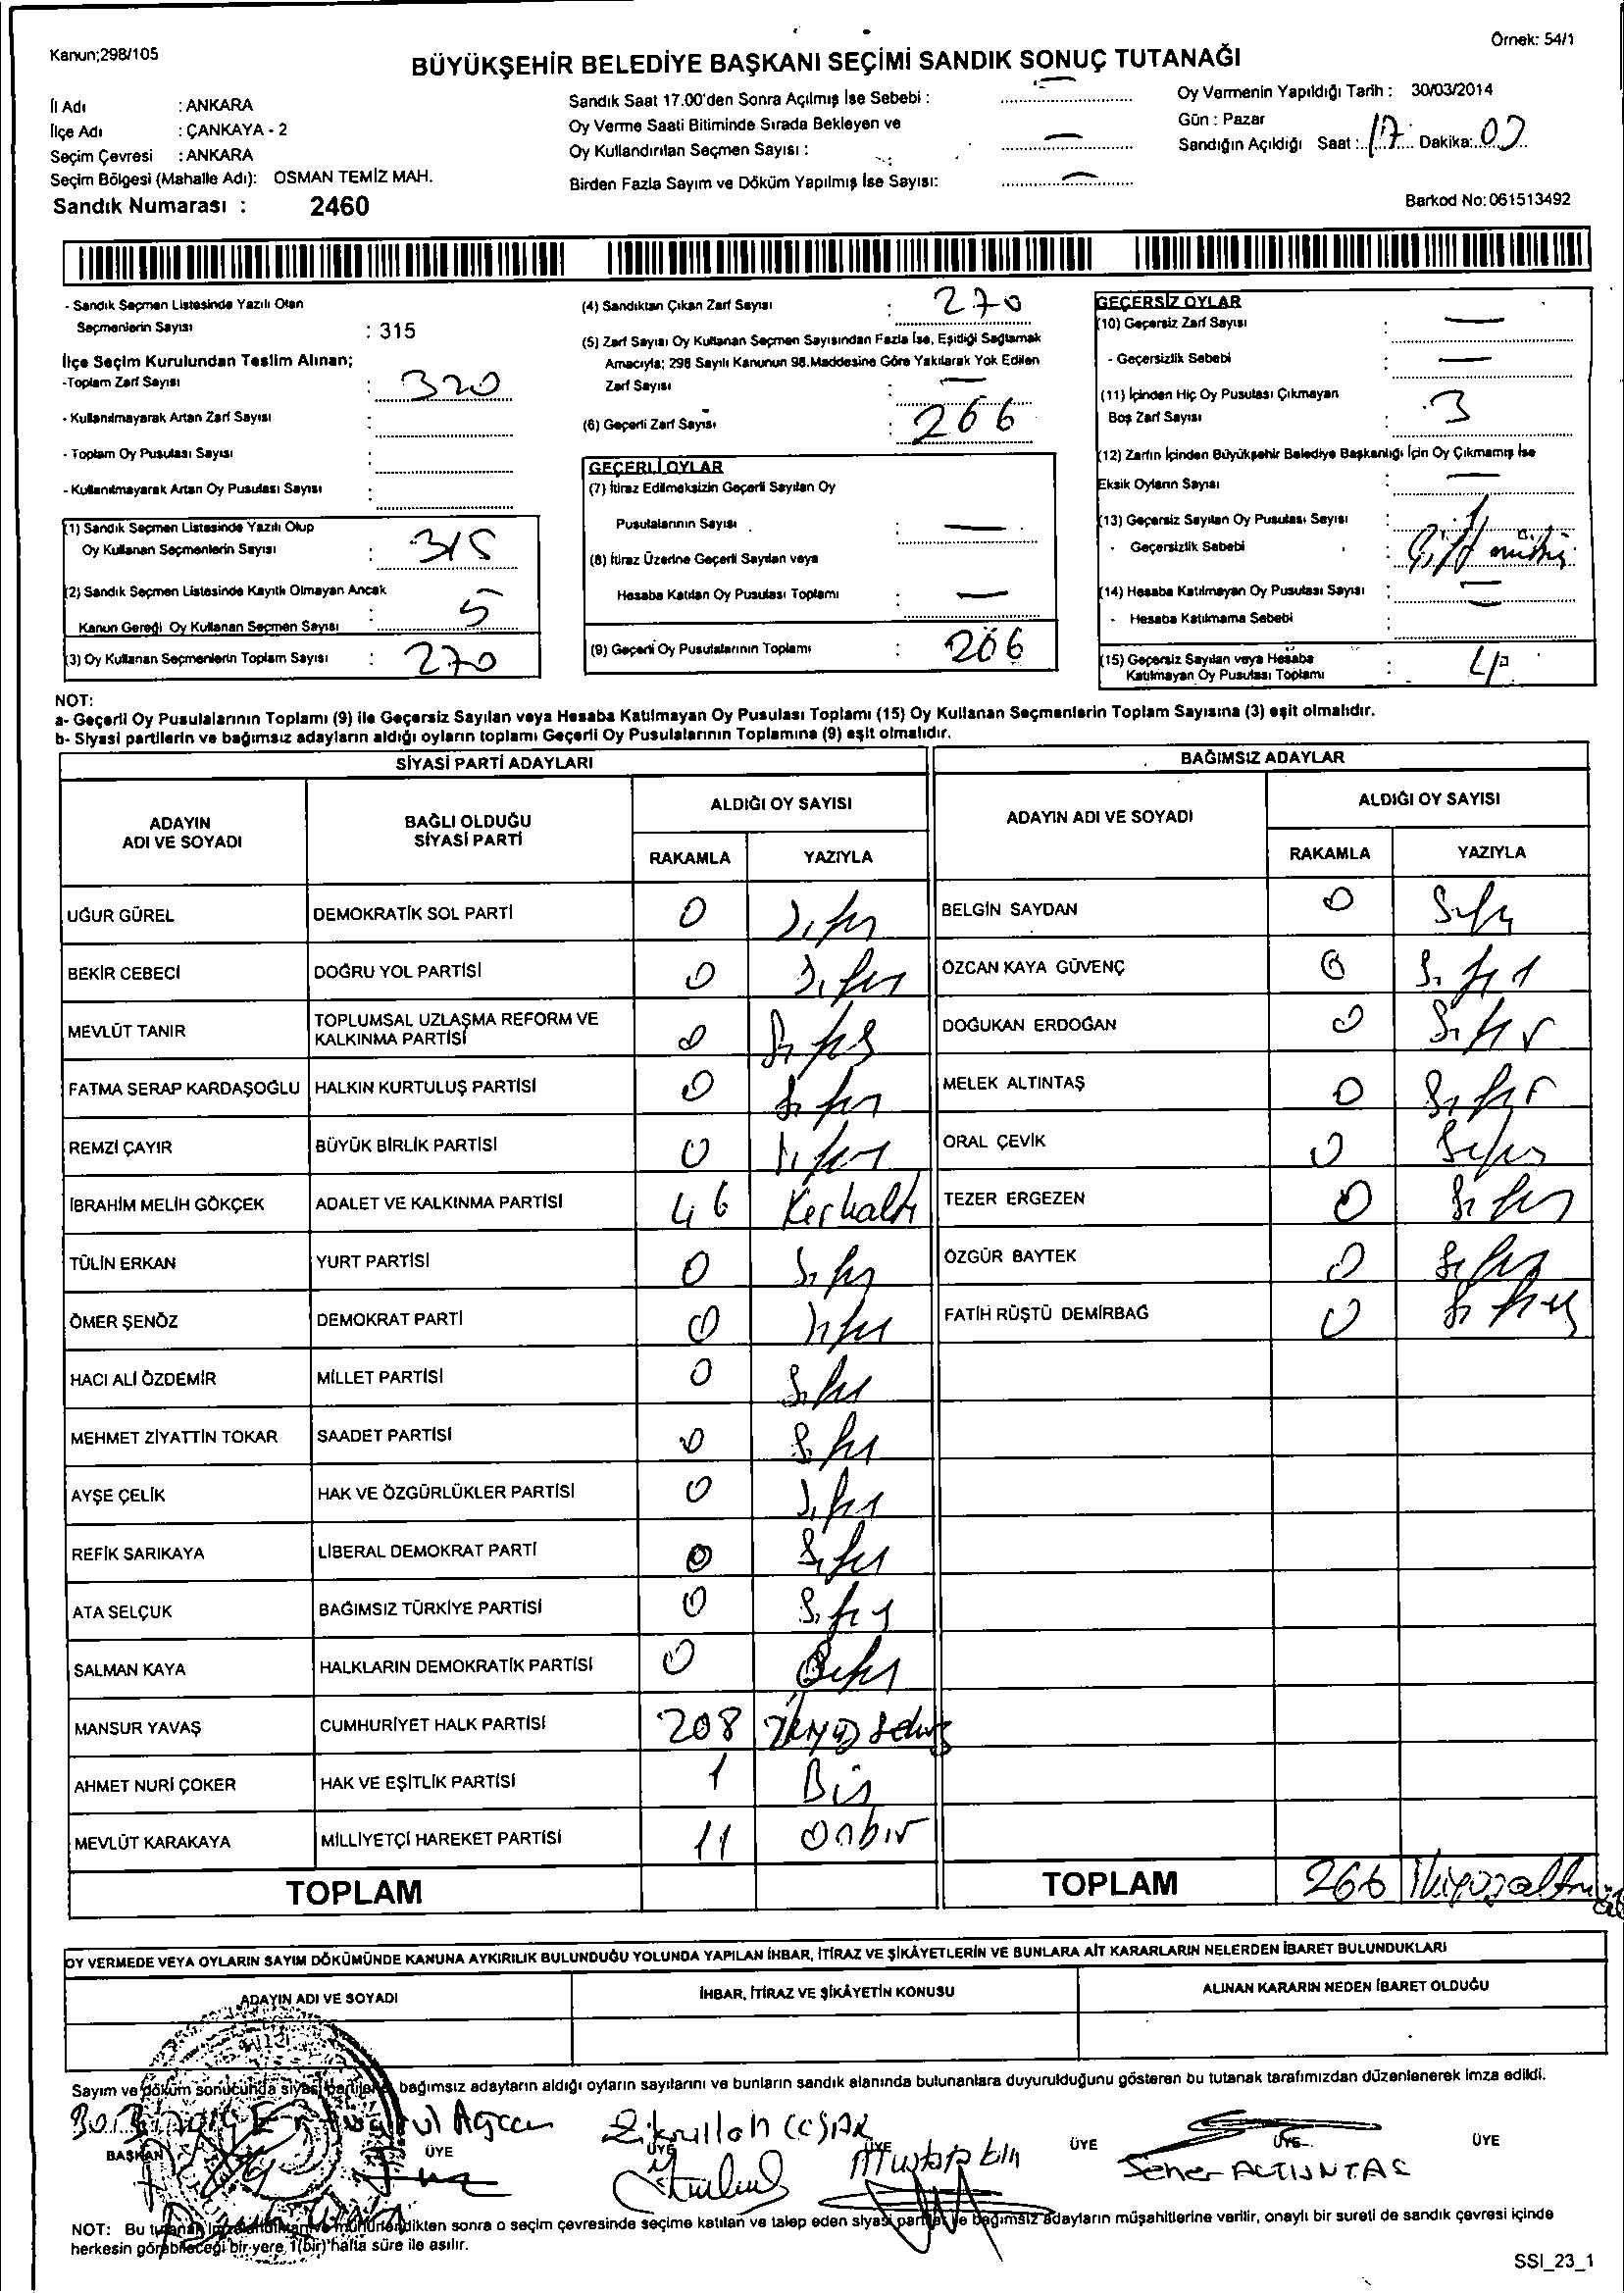 Kanun;298/105
Örnek: 54/1
BÜYÜKŞEHİR BELEDİYE BAŞKANI SEÇİMİ SANDIK SONUÇ TUTANAĞI
İl Adı : ANKARA
İlçe Adı : ÇANKAYA - 2
Seçim Çevresi : ANKARA
Seçim Bölgesi (Mahalle Adı): OSMAN TEMİZ MAH.
Sandık Numarası : 2460
Sandık Saat 17.00'den Sonra Açılmış İse Sebebi : —
Oy Verme Saati Bitiminde Sırada Bekleyen ve
Oy Kullandırılan Seçmen Sayısı : —
Birden Fazla Sayım ve Döküm Yapılmış İse Sayısı: —
Oy Vermenin Yapıldığı Tarih : 30/03/2014
Gün : Pazar
Sandığın Açıldığı Saat : 17 Dakika:
Barkod No: 061513492
- Sandık Seçmen Listesinde Yazılı Olan
Seçmenlerin Sayısı : 315
İlçe Seçim Kurulundan Teslim Alınan;
-Toplam Zarf Sayısı : 320
- Kullanılmayarak Artan Zarf Sayısı :
- Toplam Oy Pusulası Sayısı :
- Kullanılmayarak Artan Oy Pusulası Sayısı :
(1) Sandık Seçmen Listesinde Yazılı Olup
Oy Kullanan Seçmenlerin Sayısı : 315
(2) Sandık Seçmen Listesinde Kayıtlı Olmayan Ancak
Kanun Gereği Oy Kullanan Seçmen Sayısı : 5
(3) Oy Kullanan Seçmenlerin Toplam Sayısı : 270
(4) Sandıktan Çıkan Zarf Sayısı : 270
(5) Zarf Sayısı Oy Kullanan Seçmen Sayısından Fazla İse, Eşitliği Sağlamak
Amacıyla; 298 Sayılı Kanunun 98.Maddesine Göre Yakılarak Yok Edilen
Zarf Sayısı : —
(6) Geçerli Zarf Sayısı : 266
GEÇERLİ OYLAR
(7) İtiraz Edilmeksizin Geçerli Sayılan Oy
Pusulalarının Sayısı : —
(8) İtiraz Üzerine Geçerli Sayılan veya
Hesaba Katılan Oy Pusulası Toplamı : —
(9) Geçerli Oy Pusulalarının Toplamı : 266
GEÇERSİZ OYLAR
(10) Geçersiz Zarf Sayısı : —
- Geçersizlik Sebebi : —
(11) İçinden Hiç Oy Pusulası Çıkmayan
Boş Zarf Sayısı : 3
(12) Zarfın İçinden Büyükşehir Belediye Başkanlığı İçin Oy Çıkmamış İse
Eksik Oyların Sayısı : —
(13) Geçersiz Sayılan Oy Pusulası Sayısı : 1
- Geçersizlik Sebebi : Çift mühür
(14) Hesaba Katılmayan Oy Pusulası Sayısı : —
- Hesaba Katılmama Sebebi : —
(15) Geçersiz Sayılan veya Hesaba
Katılmayan Oy Pusulası Toplamı : 4
NOT:
a- Geçerli Oy Pusulalarının Toplamı (9) ile Geçersiz Sayılan veya Hesaba Katılmayan Oy Pusulası Toplamı (15) Oy Kullanan Seçmenlerin Toplam Sayısına (3) eşit olmalıdır.
b- Siyasi partilerin ve bağımsız adayların aldığı oyların toplamı Geçerli Oy Pusulalarının Toplamına (9) eşit olmalıdır.
SİYASİ PARTİ ADAYLARI
ADAYIN ADI VE SOYADI BAĞLI OLDUĞU SİYASİ PARTİ ALDIĞI OY SAYISI
RAKAMLA YAZIYLA
UĞUR GÜREL DEMOKRATİK SOL PARTİ 0 Sıfır
BEKİR CEBECİ DOĞRU YOL PARTİSİ 0 Sıfır
MEVLÜT TANIR TOPLUMSAL UZLAŞMA REFORM VE KALKINMA PARTİSİ 0 Sıfır
FATMA SERAP KARDAŞOĞLU HALKIN KURTULUŞ PARTİSİ 0 Sıfır
REMZİ ÇAYIR BÜYÜK BİRLİK PARTİSİ 0 Sıfır
İBRAHİM MELİH GÖKÇEK ADALET VE KALKINMA PARTİSİ 46 Kırkaltı
TÜLİN ERKAN YURT PARTİSİ 0 Sıfır
ÖMER ŞENÖZ DEMOKRAT PARTİ 0 Sıfır
HACI ALİ ÖZDEMİR MİLLET PARTİSİ 0 Sıfır
MEHMET ZİYATTİN TOKAR SAADET PARTİSİ 0 Sıfır
AYŞE ÇELİK HAK VE ÖZGÜRLÜKLER PARTİSİ 0 Sıfır
REFİK SARIKAYA LİBERAL DEMOKRAT PARTİ 0 Sıfır
ATA SELÇUK BAĞIMSIZ TÜRKİYE PARTİSİ 0 Sıfır
SALMAN KAYA HALKLARIN DEMOKRATİK PARTİSİ 0 Sıfır
MANSUR YAVAŞ CUMHURİYET HALK PARTİSİ 208 İkiyüz sekiz
AHMET NURİ ÇOKER HAK VE EŞİTLİK PARTİSİ 1 Bir
MEVLÜT KARAKAYA MİLLİYETÇİ HAREKET PARTİSİ 11 onbir
TOPLAM
BAĞIMSIZ ADAYLAR
ADAYIN ADI VE SOYADI ALDIĞI OY SAYISI
RAKAMLA YAZIYLA
BELGİN SAYDAN 0 Sıfır
ÖZCAN KAYA GÜVENÇ 0 Sıfır
DOĞUKAN ERDOĞAN 0 Sıfır
MELEK ALTINTAŞ 0 Sıfır
ORAL ÇEVİK 0 Sıfır
TEZER ERGEZEN 0 Sıfır
ÖZGÜR BAYTEK 0 Sıfır
FATİH RÜŞTÜ DEMİRBAĞ 0 Sıfır
TOPLAM 266
OY VERMEDE VEYA OYLARIN SAYIM DÖKÜMÜNDE KANUNA AYKIRILIK BULUNDUĞU YOLUNDA YAPILAN İHBAR, İTİRAZ VE ŞİKÂYETLERİN VE BUNLARA AİT KARARLARIN NELERDEN İBARET BULUNDUKLARI
ADAYIN ADI VE SOYADI İHBAR, İTİRAZ VE ŞİKÂYETİN KONUSU ALINAN KARARIN NEDEN İBARET OLDUĞU
Sayım ve döküm sonucunda siyasi partilerin, bağımsız adayların aldığı oyların sayılarını ve bunların sandık alanında bulunanlara duyurulduğunu gösteren bu tutanak tarafımızdan düzenlenerek imza edildi.
Zikrullah Mustafa
BAŞKAN ÜYE ÜYE ÜYE ÜYE ÜYE ÜYE
Seher ALTUNTAŞ
NOT: Bu tutanak imzalandıktan ve mühürlendikten sonra o seçim çevresinde seçime katılan ve talep eden siyasi partiler ve bağımsız adayların müşahitlerine verilir, onaylı bir sureti de sandık çevresi içinde
herkesin görebileceği bir yere, 1(bir) hafta süre ile asılır.
SSI_23_1